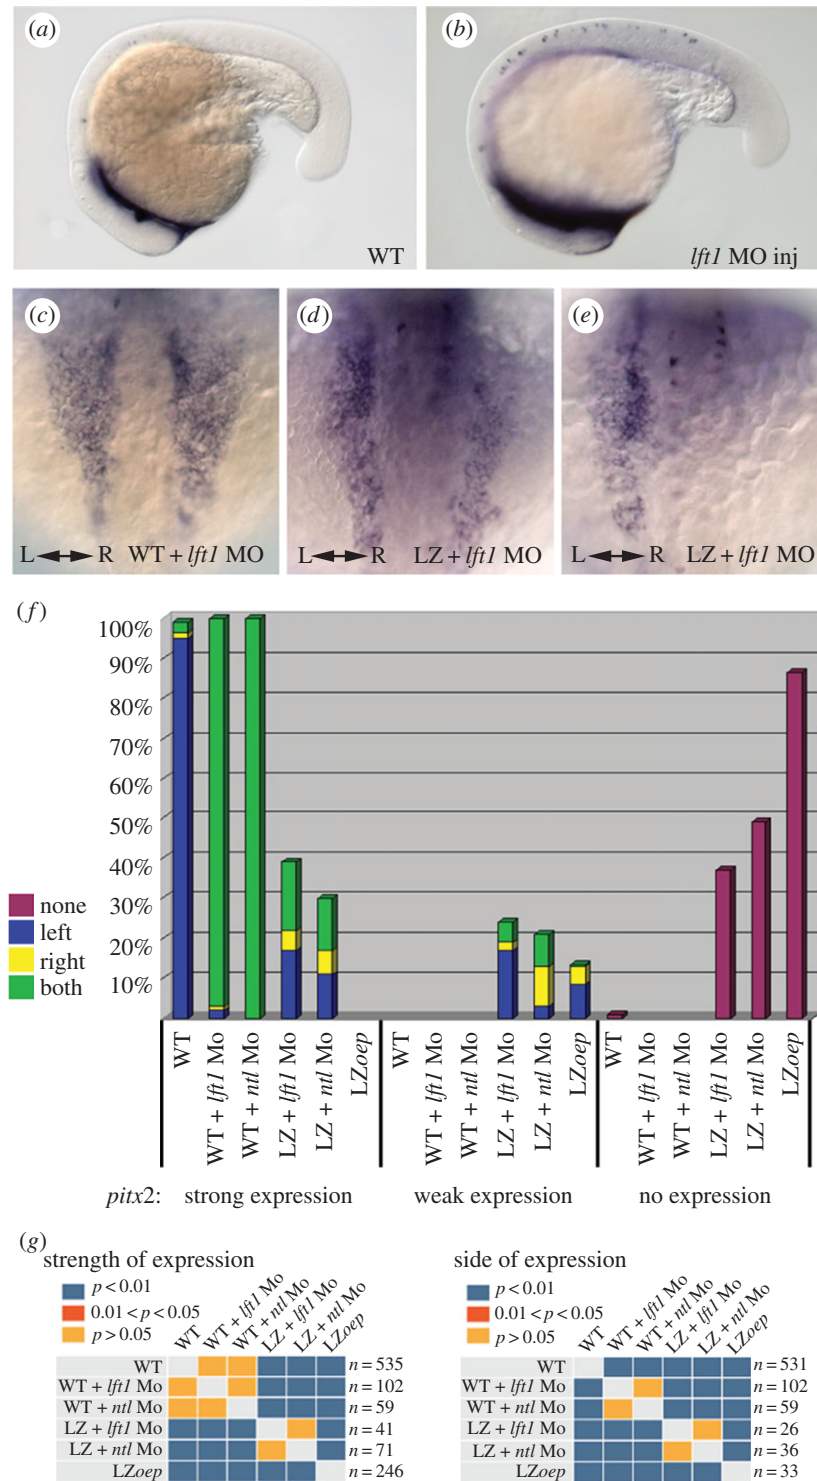 (a)
WT
(b)
lft1 MO inj
(c)
L R WT + lft1 MO
(d)
L R LZ + lft1 MO
(e)
L R LZ + lft1 MO
(f)
100%
90%
80%
70%
60%
50%
40%
30%
20%
10%
none
left
right
both
WT
WT + lft1 Mo
WT + ntl Mo
LZ + lft1 Mo
LZ + ntl Mo
LZoep
WT
WT + lft1 Mo
WT + ntl Mo
LZ + lft1 Mo
LZ + ntl Mo
LZoep
WT
WT + lft1 Mo
WT + ntl Mo
LZ + lft1 Mo
LZ + ntl Mo
LZoep
pitx2: strong expression weak expression no expression
(g)
strength of expression
p < 0.01
0.01 < p < 0.05
p > 0.05
WT
WT + lft1 Mo
WT + ntl Mo
LZ + lft1 Mo
LZ + ntl Mo
LZoep
WT n = 535
WT + lft1 Mo n = 102
WT + ntl Mo n = 59
LZ + lft1 Mo n = 41
LZ + ntl Mo n = 71
LZoep n = 246
side of expression
p < 0.01
0.01 < p < 0.05
p > 0.05
WT
WT + lft1 Mo
WT + ntl Mo
LZ + lft1 Mo
LZ + ntl Mo
LZoep
WT n = 531
WT + lft1 Mo n = 102
WT + ntl Mo n = 59
LZ + lft1 Mo n = 26
LZ + ntl Mo n = 36
LZoep n = 33